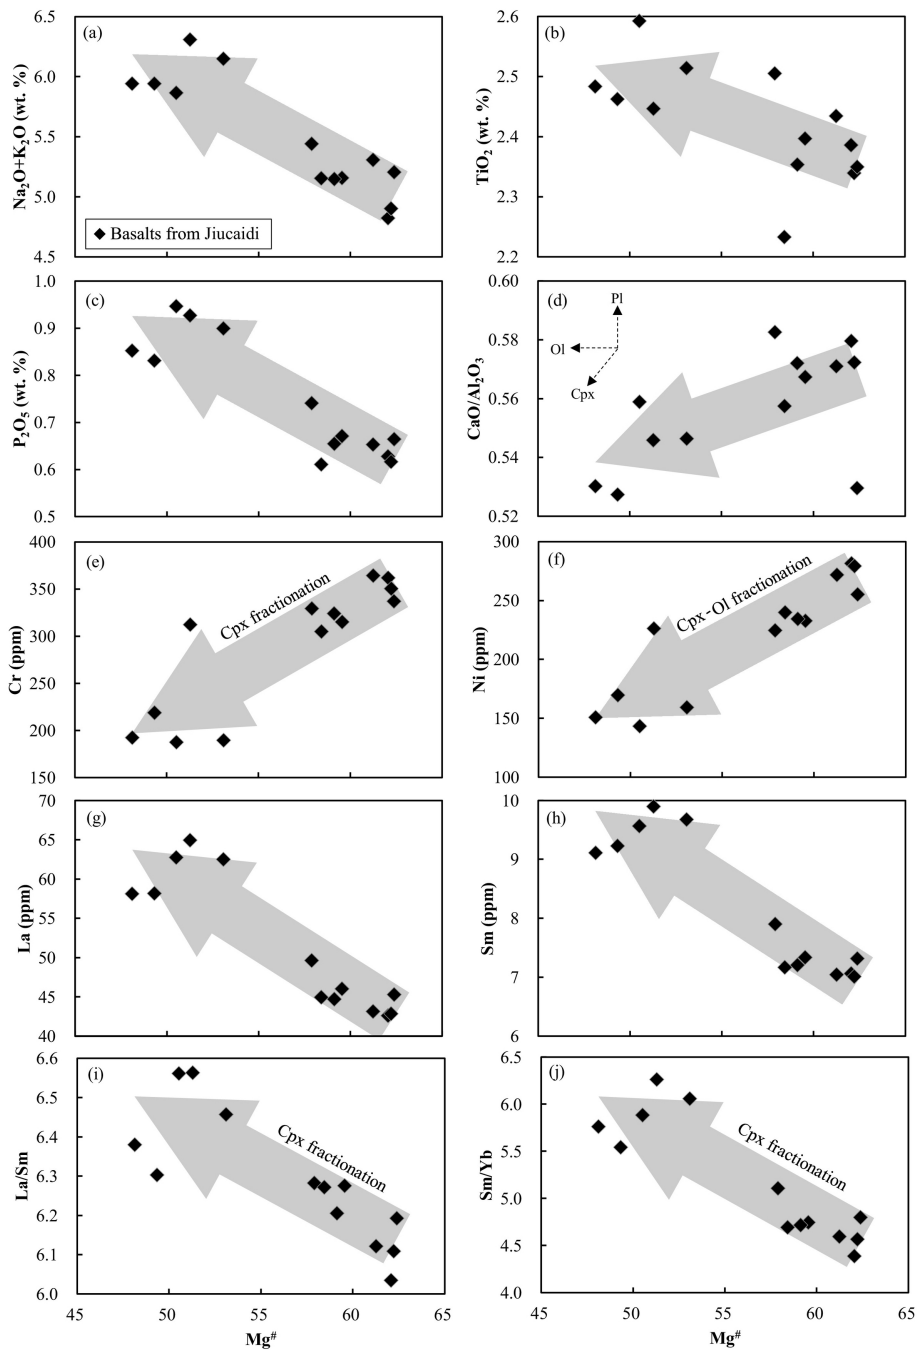 (a)
6.5
6.0
5.5
5.0
4.5
Na2O+K2O (wt. %)
Basalts from Jiucaidi
(b)
2.6
2.5
2.4
2.3
2.2
TiO2 (wt. %)
(c)
1.0
0.9
0.8
0.7
0.6
0.5
P2O5 (wt. %)
(d)
0.60
0.58
0.56
0.54
0.52
CaO/Al2O3
Pl
Ol
Cpx
(e)
400
350
300
250
200
150
Cr (ppm)
Cpx fractionation
(f)
300
250
200
150
100
Ni (ppm)
Cpx-Ol fractionation
(g)
70
65
60
55
50
45
40
La (ppm)
(h)
10
9
8
7
6
Sm (ppm)
(i)
6.6
6.5
6.4
6.3
6.2
6.1
6.0
La/Sm
Cpx fractionation
45 50 55 60 65
Mg#
(j)
6.5
6.0
5.5
5.0
4.5
4.0
Sm/Yb
Cpx fractionation
45 50 55 60 65
Mg#